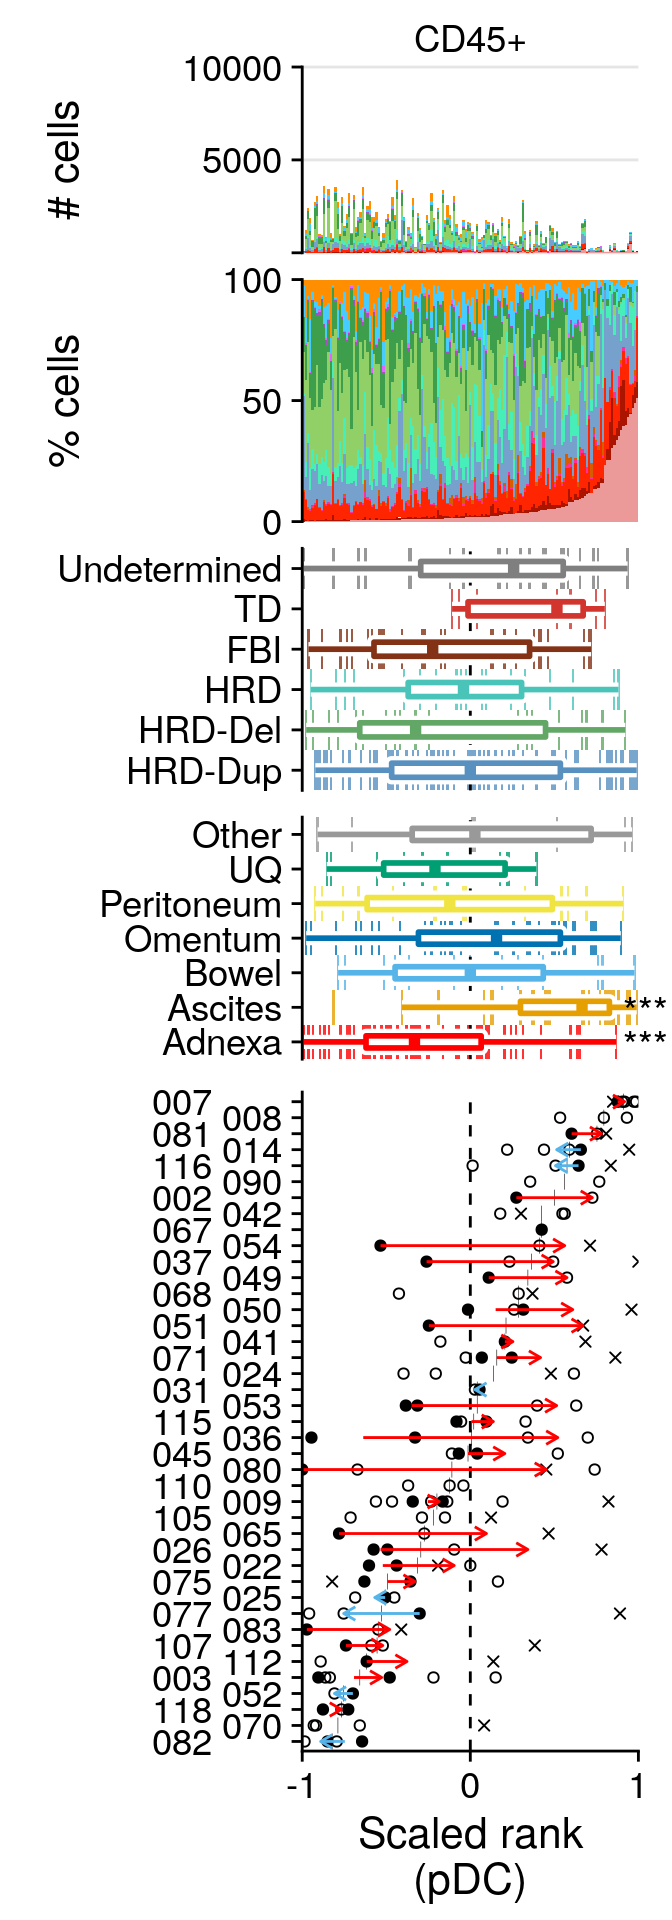 CD45+
10000
5000
# cells
100
50
0
% cells
Undetermined
TD
FBI
HRD
HRD-Del
HRD-Dup
Other
UQ
Peritoneum
Omentum
Bowel
Ascites ***
Adnexa ***
007
008
081
014
116
090
002
042
067
054
037
049
068
050
051
041
071
024
031
053
115
036
045
080
110
009
105
065
026
022
075
025
077
083
107
112
003
052
118
070
082
-1 0 1
Scaled rank
(pDC)